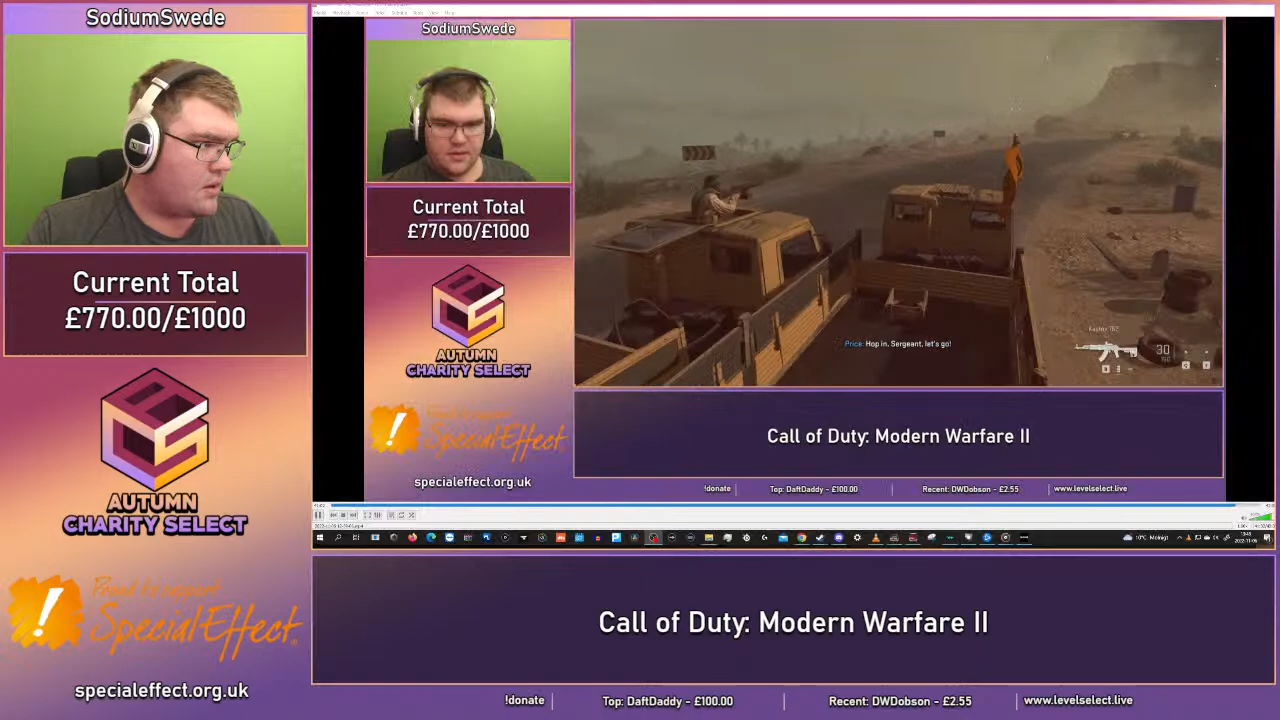 SodiumSwede
Current Total
£770.00/£1000
AUTUMN
CHARITY SELECT
Proud to support
SpecialEffect
specialeffect.org.uk
SodiumSwede
Current Total
£770.00/£1000
AUTUMN
CHARITY SELECT
Proud to support
SpecialEffect
specialeffect.org.uk
Price: Hop in, Sergeant, let's go!
30
Call of Duty: Modern Warfare II
!donate
Top: DaftDaddy - £100.00
Recent: DWDobson - £2.55
www.levelselect.live
Call of Duty: Modern Warfare II
!donate
Top: DaftDaddy - £100.00
Recent: DWDobson - £2.55
www.levelselect.live